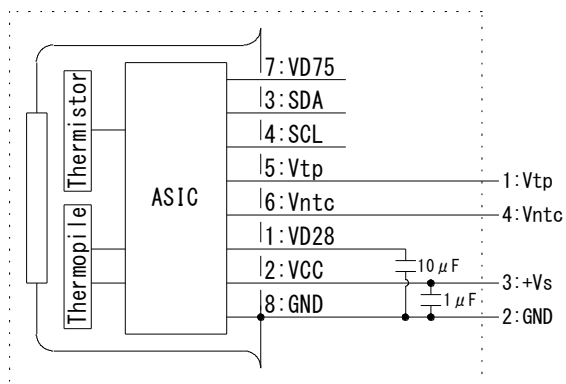 Thermistor
Thermopile
ASIC
7:VD75
3:SDA
4:SCL
5:Vtp
6:Vntc
1:VD28
2:VCC
8:GND
10μF
1μF
1:Vtp
4:Vntc
3:+Vs
2:GND